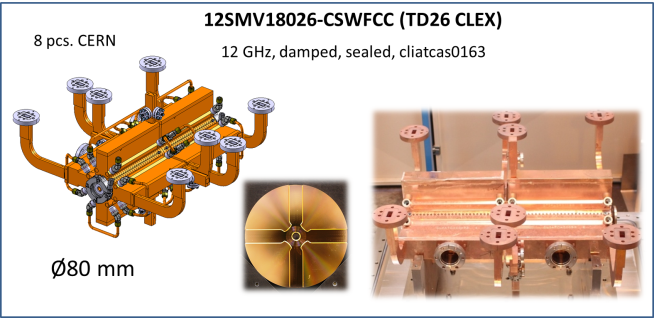 12SMV18026-CSWFCC (TD26 CLEX)
8 pcs. CERN
12 GHz, damped, sealed, cliatcas0163
Ø80 mm